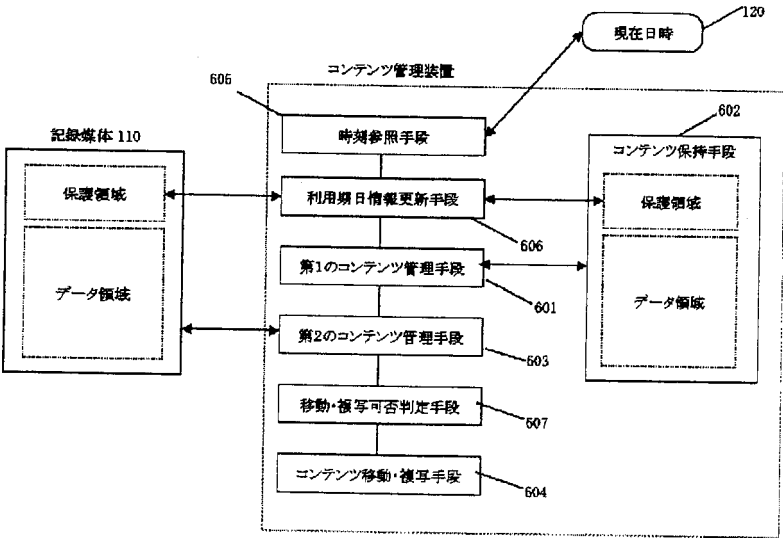 120
現在日時
コンテンツ管理装置
605
時刻参照手段
602
記録媒体 110
コンテンツ保持手段
保護領域
利用期日情報更新手段
保護領域
606
第1のコンテンツ管理手段
601
データ領域
データ領域
第2のコンテンツ管理手段
603
移動・複写可否判定手段
607
コンテンツ移動・複写手段
604